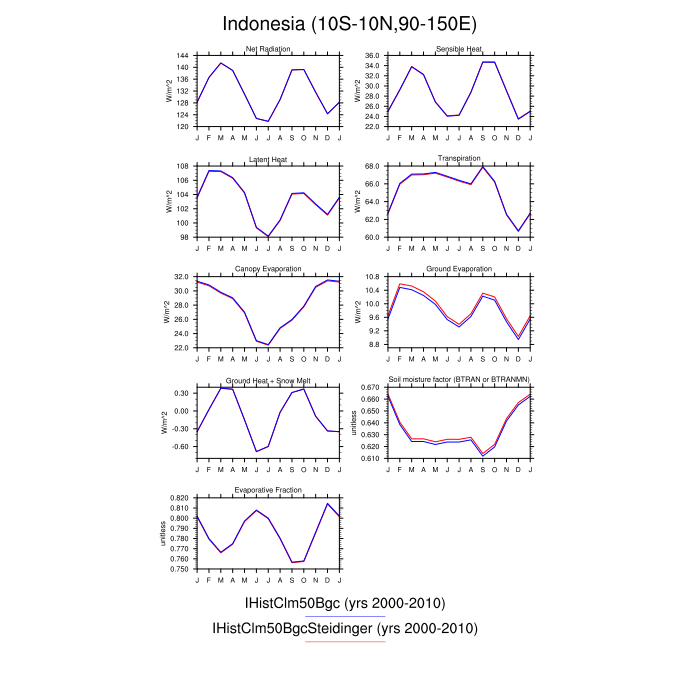 Indonesia (10S-10N,90-150E)
Net Radiation
W/m^2
144
140
136
132
128
124
120
J F M A M J J A S O N D J
Sensible Heat
W/m^2
36.0
34.0
32.0
30.0
28.0
26.0
24.0
22.0
J F M A M J J A S O N D J
Latent Heat
W/m^2
108
106
104
102
100
98
J F M A M J J A S O N D J
Transpiration
W/m^2
68.0
66.0
64.0
62.0
60.0
J F M A M J J A S O N D J
Canopy Evaporation
W/m^2
32.0
30.0
28.0
26.0
24.0
22.0
J F M A M J J A S O N D J
Ground Evaporation
W/m^2
10.8
10.4
10.0
9.6
9.2
8.8
J F M A M J J A S O N D J
Ground Heat + Snow Melt
W/m^2
0.30
0.00
-0.30
-0.60
J F M A M J J A S O N D J
Soil moisture factor (BTRAN or BTRANMN)
unitless
0.670
0.660
0.650
0.640
0.630
0.620
0.610
J F M A M J J A S O N D J
Evaporative Fraction
unitless
0.820
0.810
0.800
0.790
0.780
0.770
0.760
0.750
J F M A M J J A S O N D J
IHistClm50Bgc (yrs 2000-2010)
IHistClm50BgcSteidinger (yrs 2000-2010)